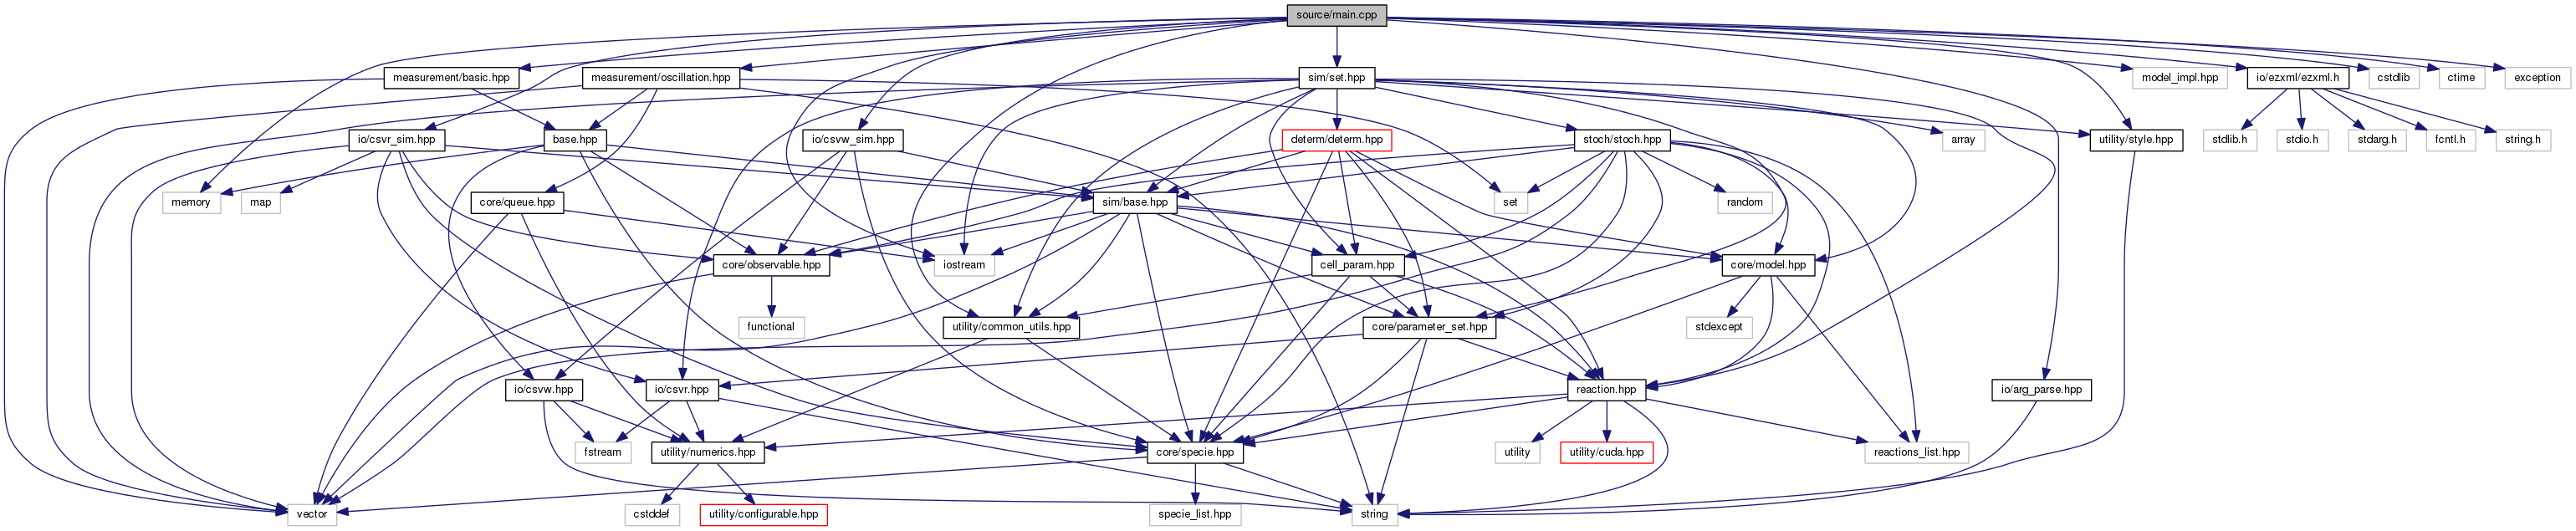 source/main.cpp
measurement/basic.hpp
measurement/oscillation.hpp
sim/set.hpp
model_impl.hpp
io/ezxml/ezxml.h
cstdlib
ctime
exception
io/csvr_sim.hpp
base.hpp
io/csvw_sim.hpp
determ/determ.hpp
stoch/stoch.hpp
array
utility/style.hpp
stdlib.h
stdio.h
stdarg.h
fcntl.h
string.h
memory
map
core/queue.hpp
sim/base.hpp
set
random
core/observable.hpp
iostream
cell_param.hpp
core/model.hpp
functional
utility/common_utils.hpp
core/parameter_set.hpp
stdexcept
io/csvw.hpp
io/csvr.hpp
reaction.hpp
io/arg_parse.hpp
fstream
utility/numerics.hpp
core/specie.hpp
utility
utility/cuda.hpp
reactions_list.hpp
vector
cstddef
utility/configurable.hpp
specie_list.hpp
string